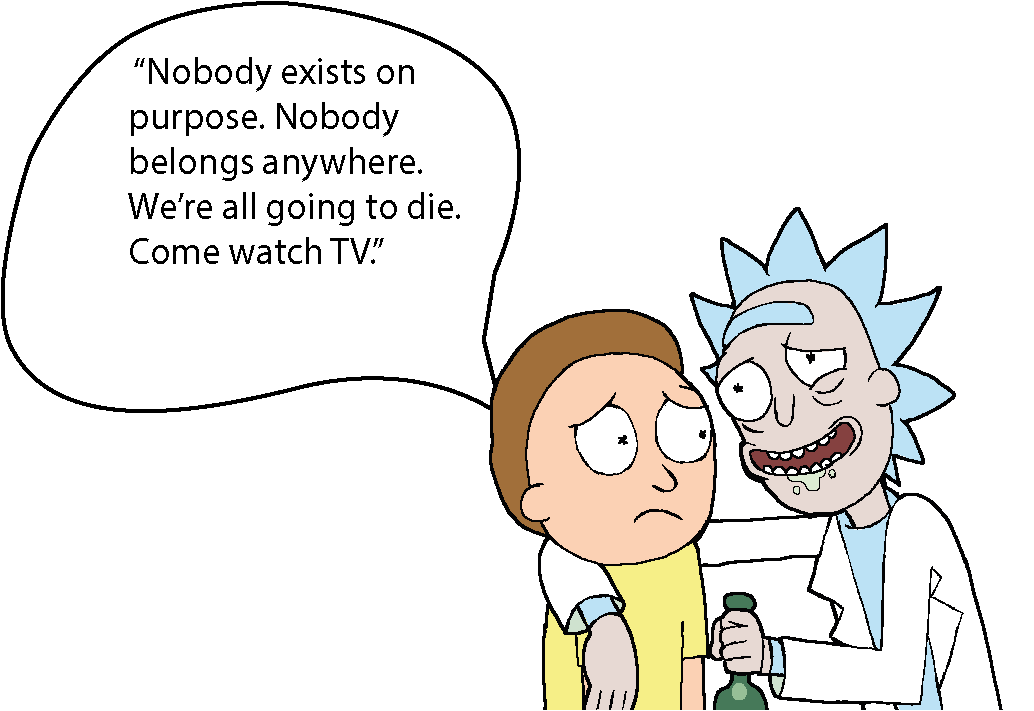 “Nobody exists on
purpose. Nobody
belongs anywhere.
We’re all going to die.
Come watch TV.”